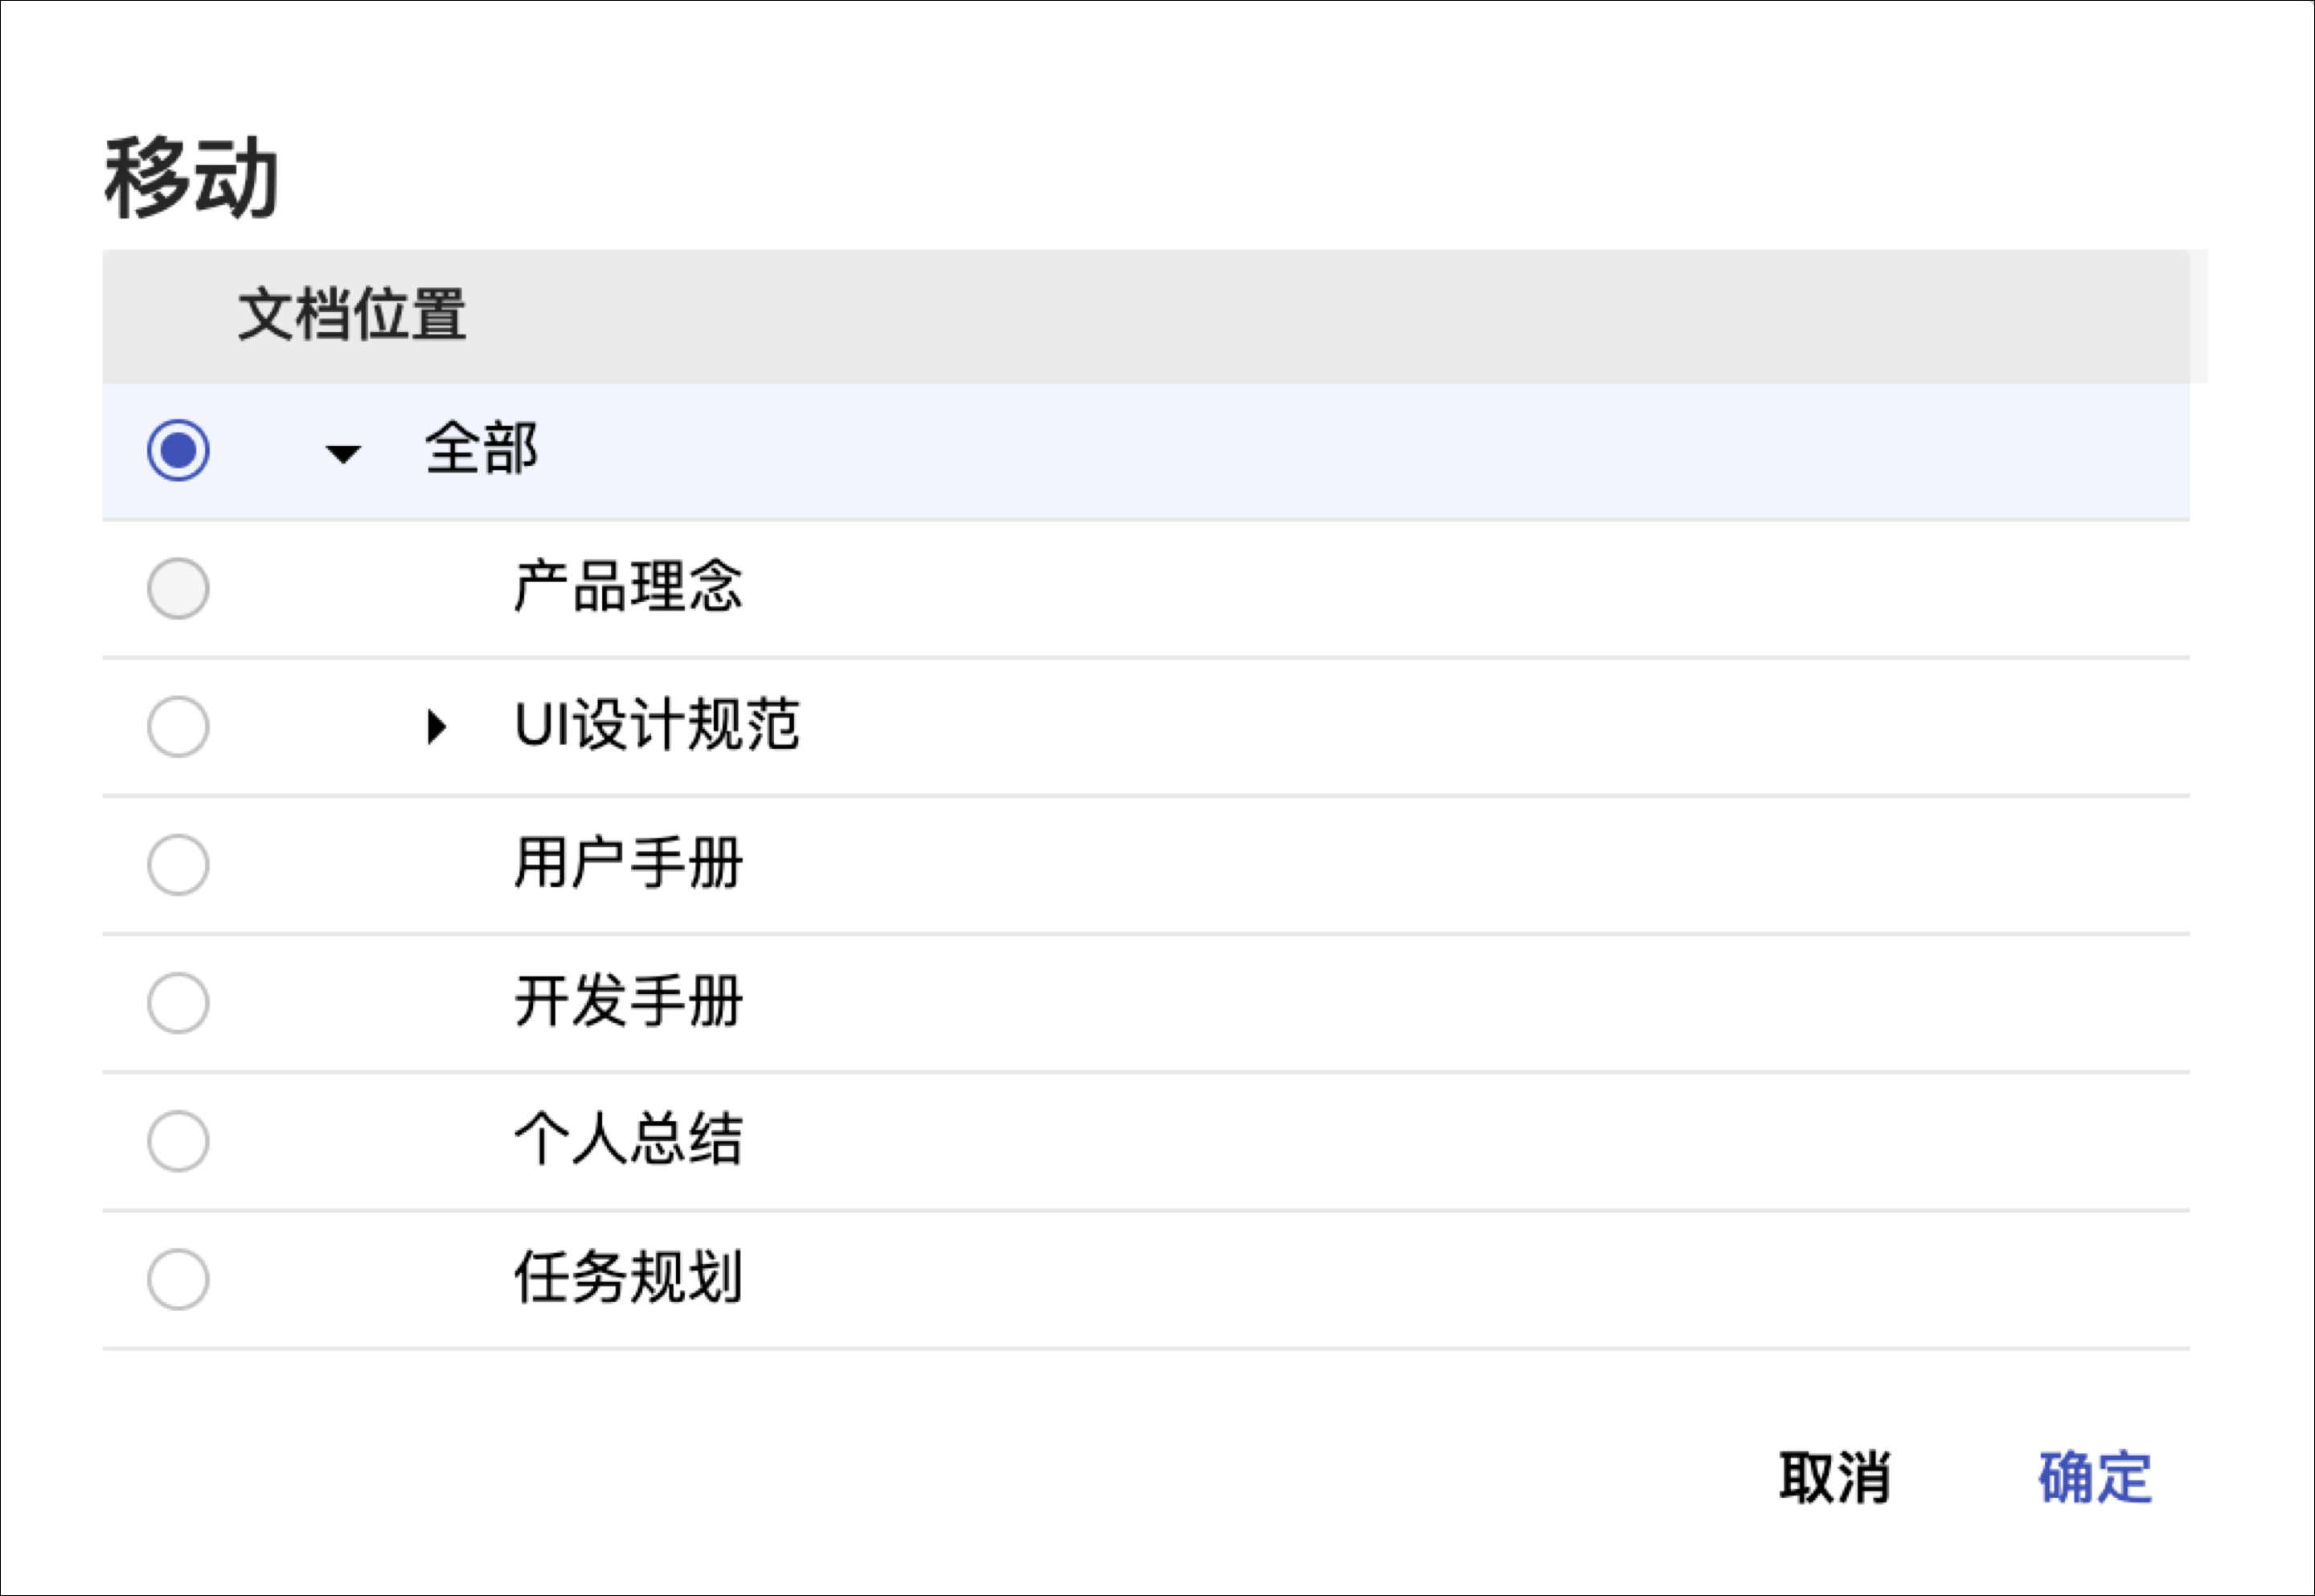 移动
文档位置
全部
产品理念
UI设计规范
用户手册
开发手册
个人总结
任务规划
取消 确定